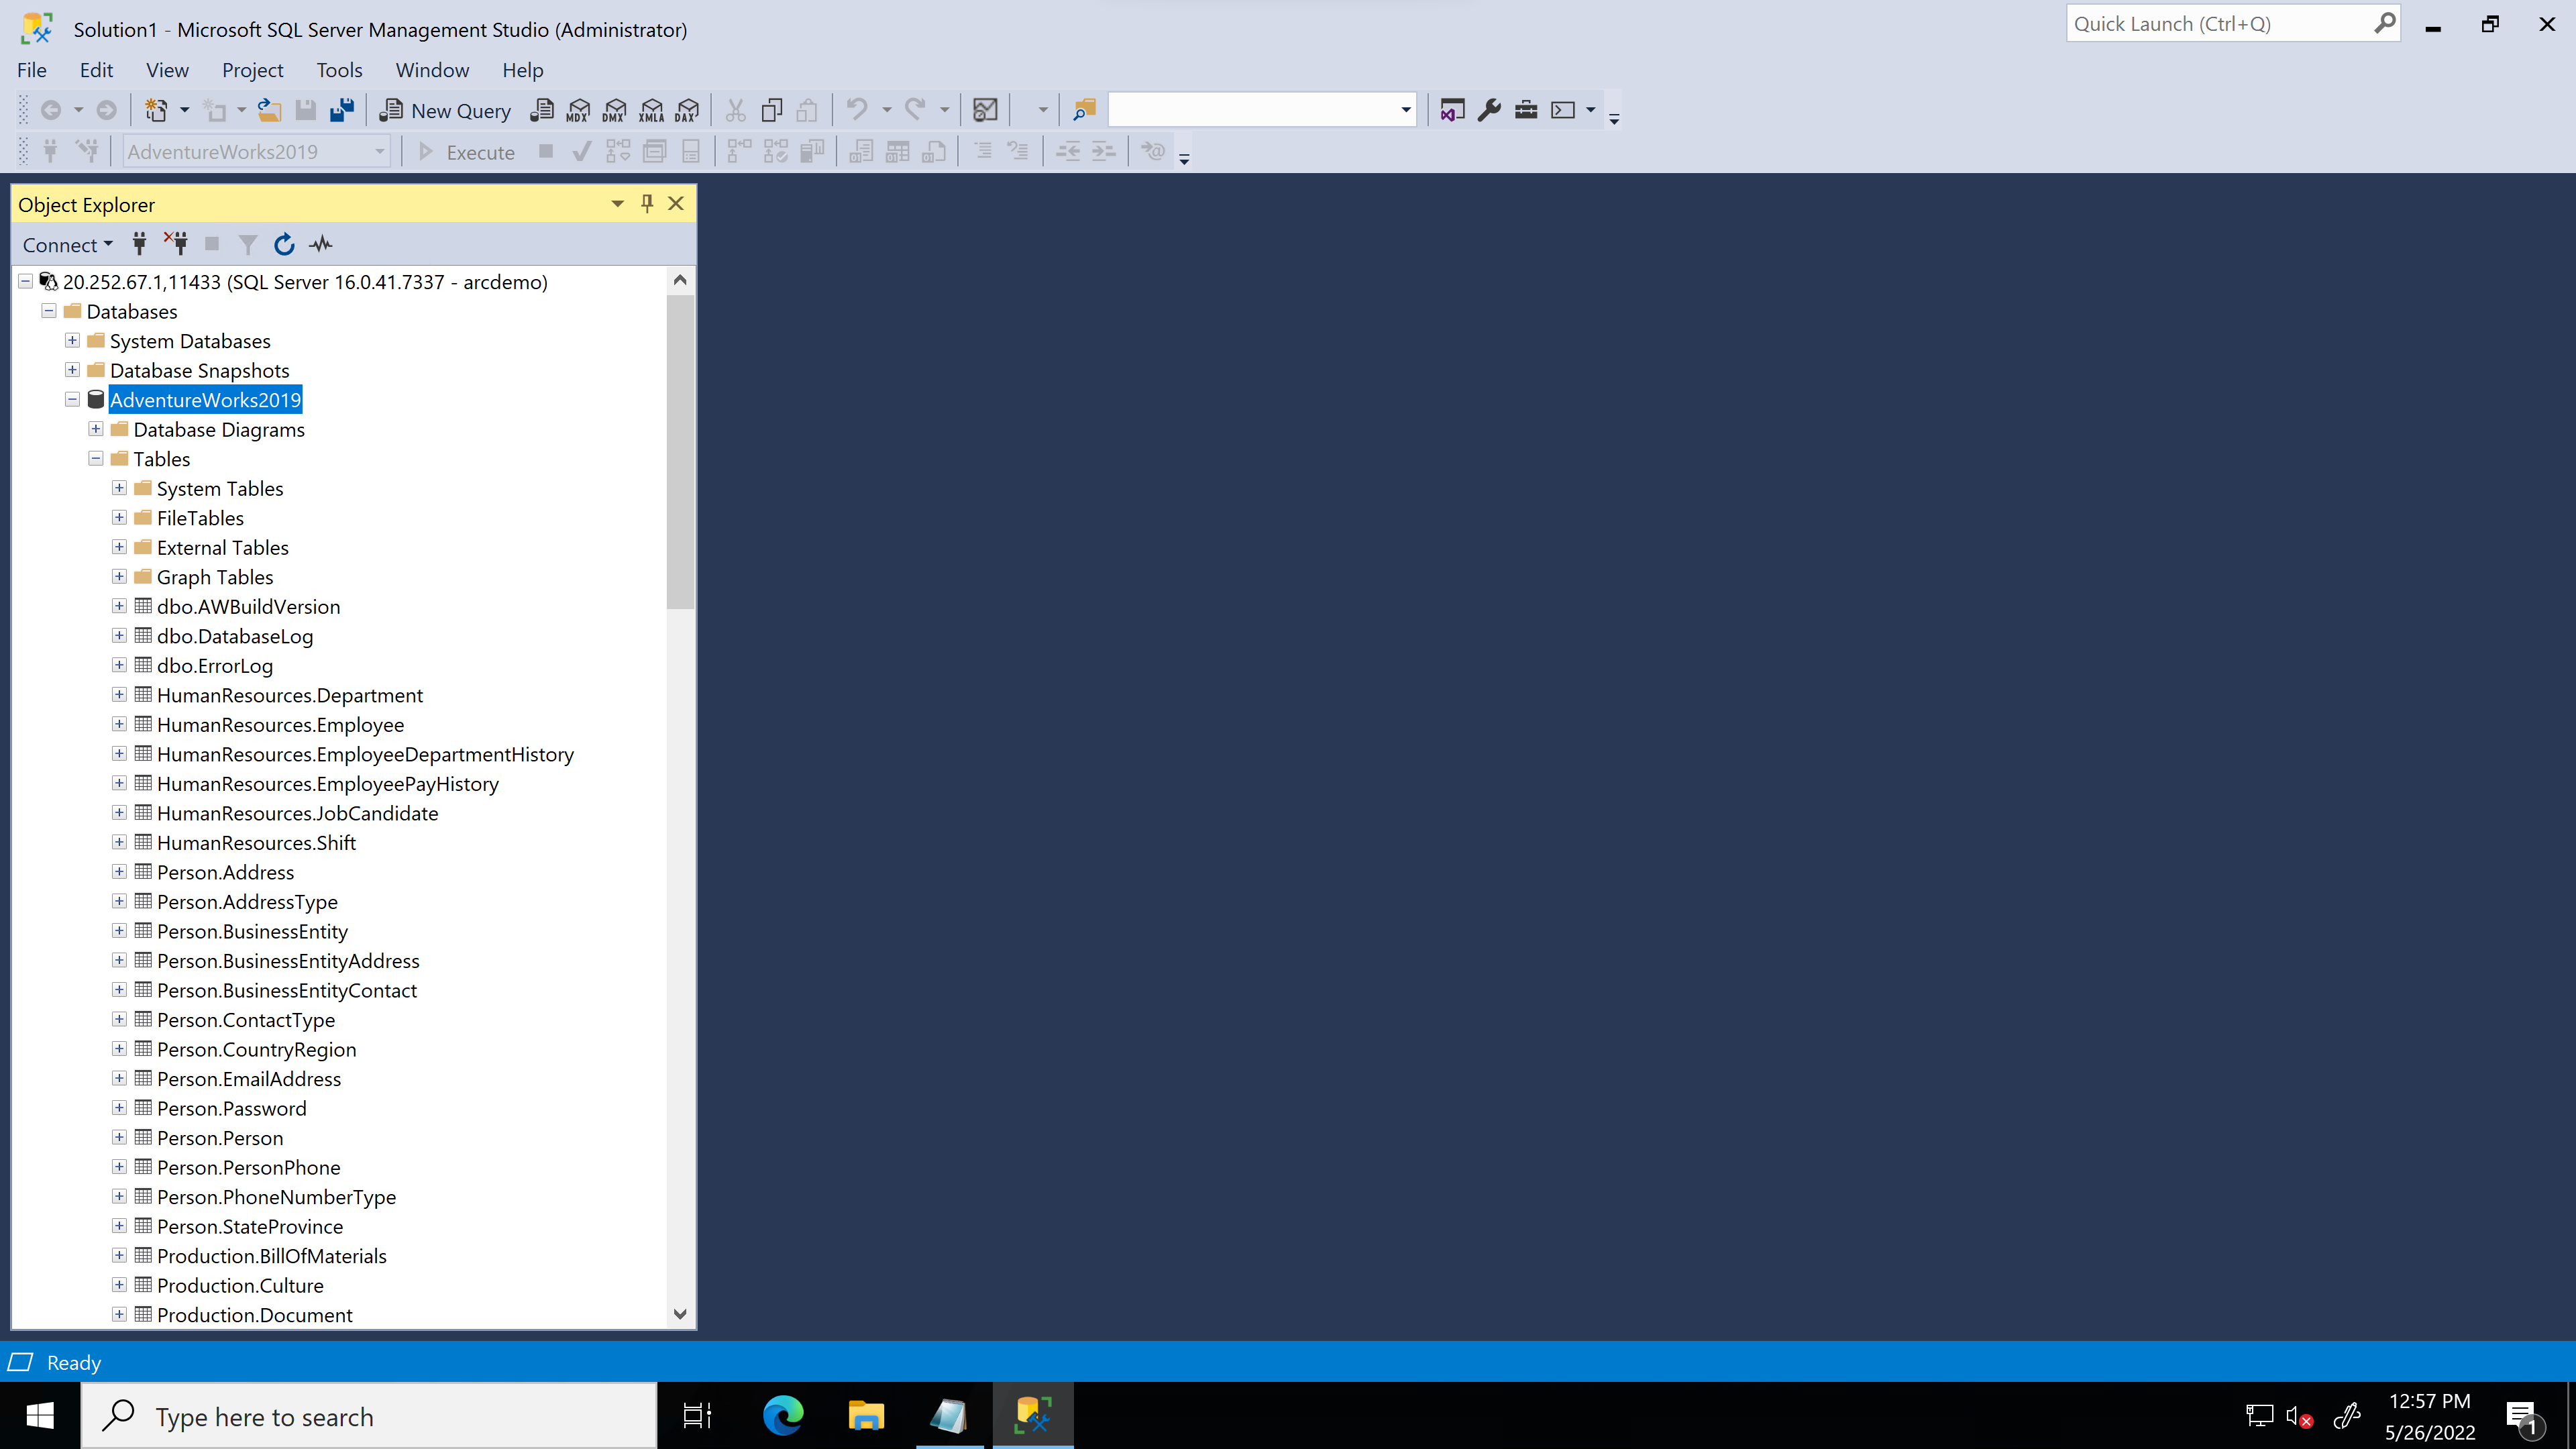 Solution1 - Microsoft SQL Server Management Studio (Administrator)
Quick Launch (Ctrl+Q)
File Edit View Project Tools Window Help
New Query MDX DMX XMLA DAX
AdventureWorks2019 Execute
Object Explorer
Connect
20.252.67.1,11433 (SQL Server 16.0.41.7337 - arcdemo)
Databases
System Databases
Database Snapshots
AdventureWorks2019
Database Diagrams
Tables
System Tables
FileTables
External Tables
Graph Tables
dbo.AWBuildVersion
dbo.DatabaseLog
dbo.ErrorLog
HumanResources.Department
HumanResources.Employee
HumanResources.EmployeeDepartmentHistory
HumanResources.EmployeePayHistory
HumanResources.JobCandidate
HumanResources.Shift
Person.Address
Person.AddressType
Person.BusinessEntity
Person.BusinessEntityAddress
Person.BusinessEntityContact
Person.ContactType
Person.CountryRegion
Person.EmailAddress
Person.Password
Person.Person
Person.PersonPhone
Person.PhoneNumberType
Person.StateProvince
Production.BillOfMaterials
Production.Culture
Production.Document
Ready
Type here to search
12:57 PM
5/26/2022
1